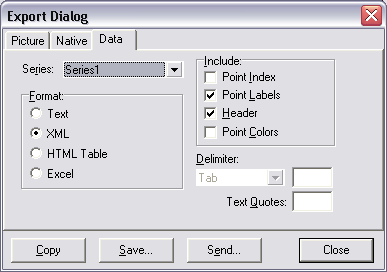 Export Dialog
Picture Native Data
Series: Series1
Format:
Text
XML
HTML Table
Excel
Include:
Point Index
Point Labels
Header
Point Colors
Delimiter:
Tab
Text Quotes:
Copy Save... Send... Close